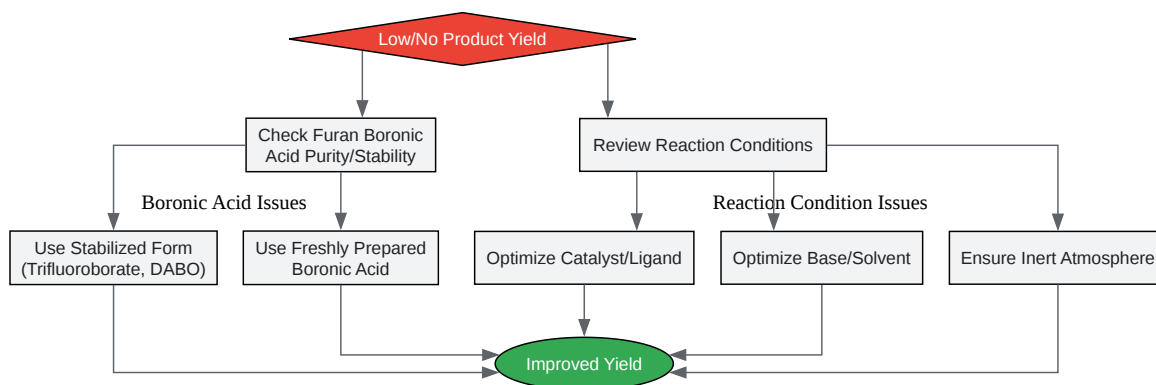 Low/No Product Yield
Check Furan Boronic
Acid Purity/Stability
Review Reaction Conditions
Boronic Acid Issues
Reaction Condition Issues
Use Stabilized Form
(Trifluoroborate, DABO)
Use Freshly Prepared
Boronic Acid
Optimize Catalyst/Ligand
Optimize Base/Solvent
Ensure Inert Atmosphere
Improved Yield